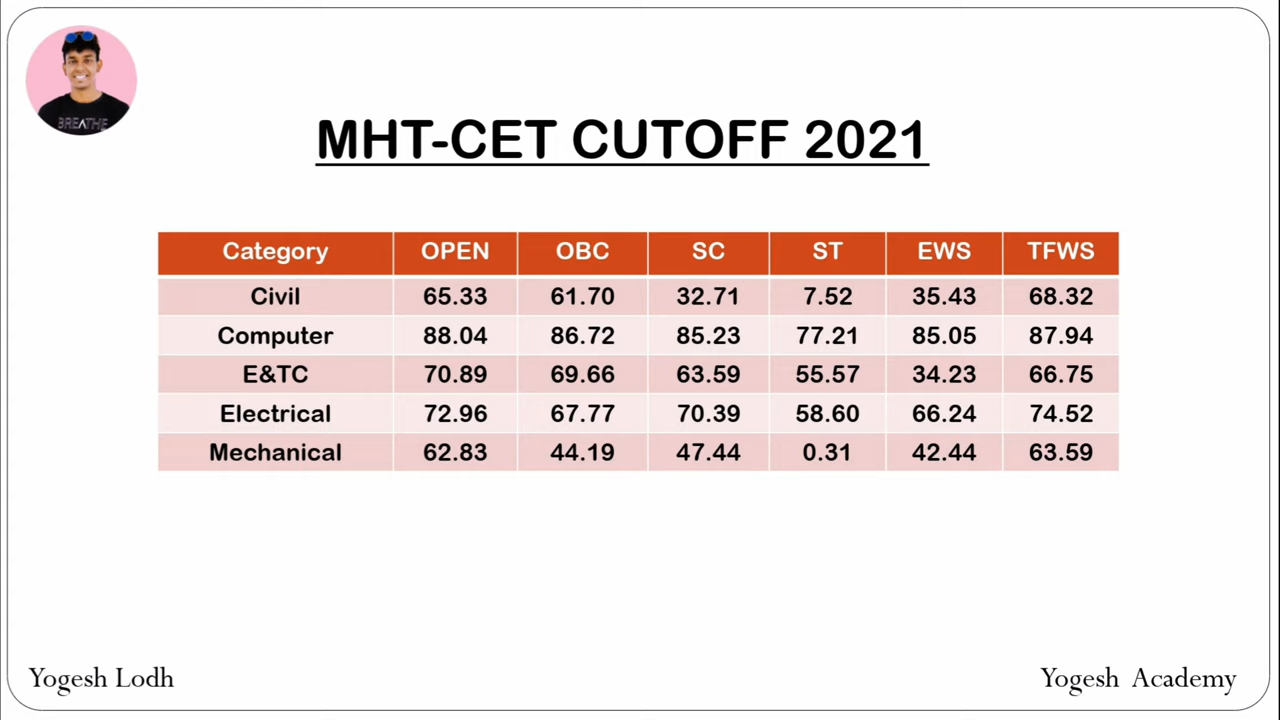 BREATHE
MHT-CET CUTOFF 2021
Category OPEN OBC SC ST EWS TFWS
Civil 65.33 61.70 32.71 7.52 35.43 68.32
Computer 88.04 86.72 85.23 77.21 85.05 87.94
E&TC 70.89 69.66 63.59 55.57 34.23 66.75
Electrical 72.96 67.77 70.39 58.60 66.24 74.52
Mechanical 62.83 44.19 47.44 0.31 42.44 63.59
Yogesh Lodh
Yogesh Academy